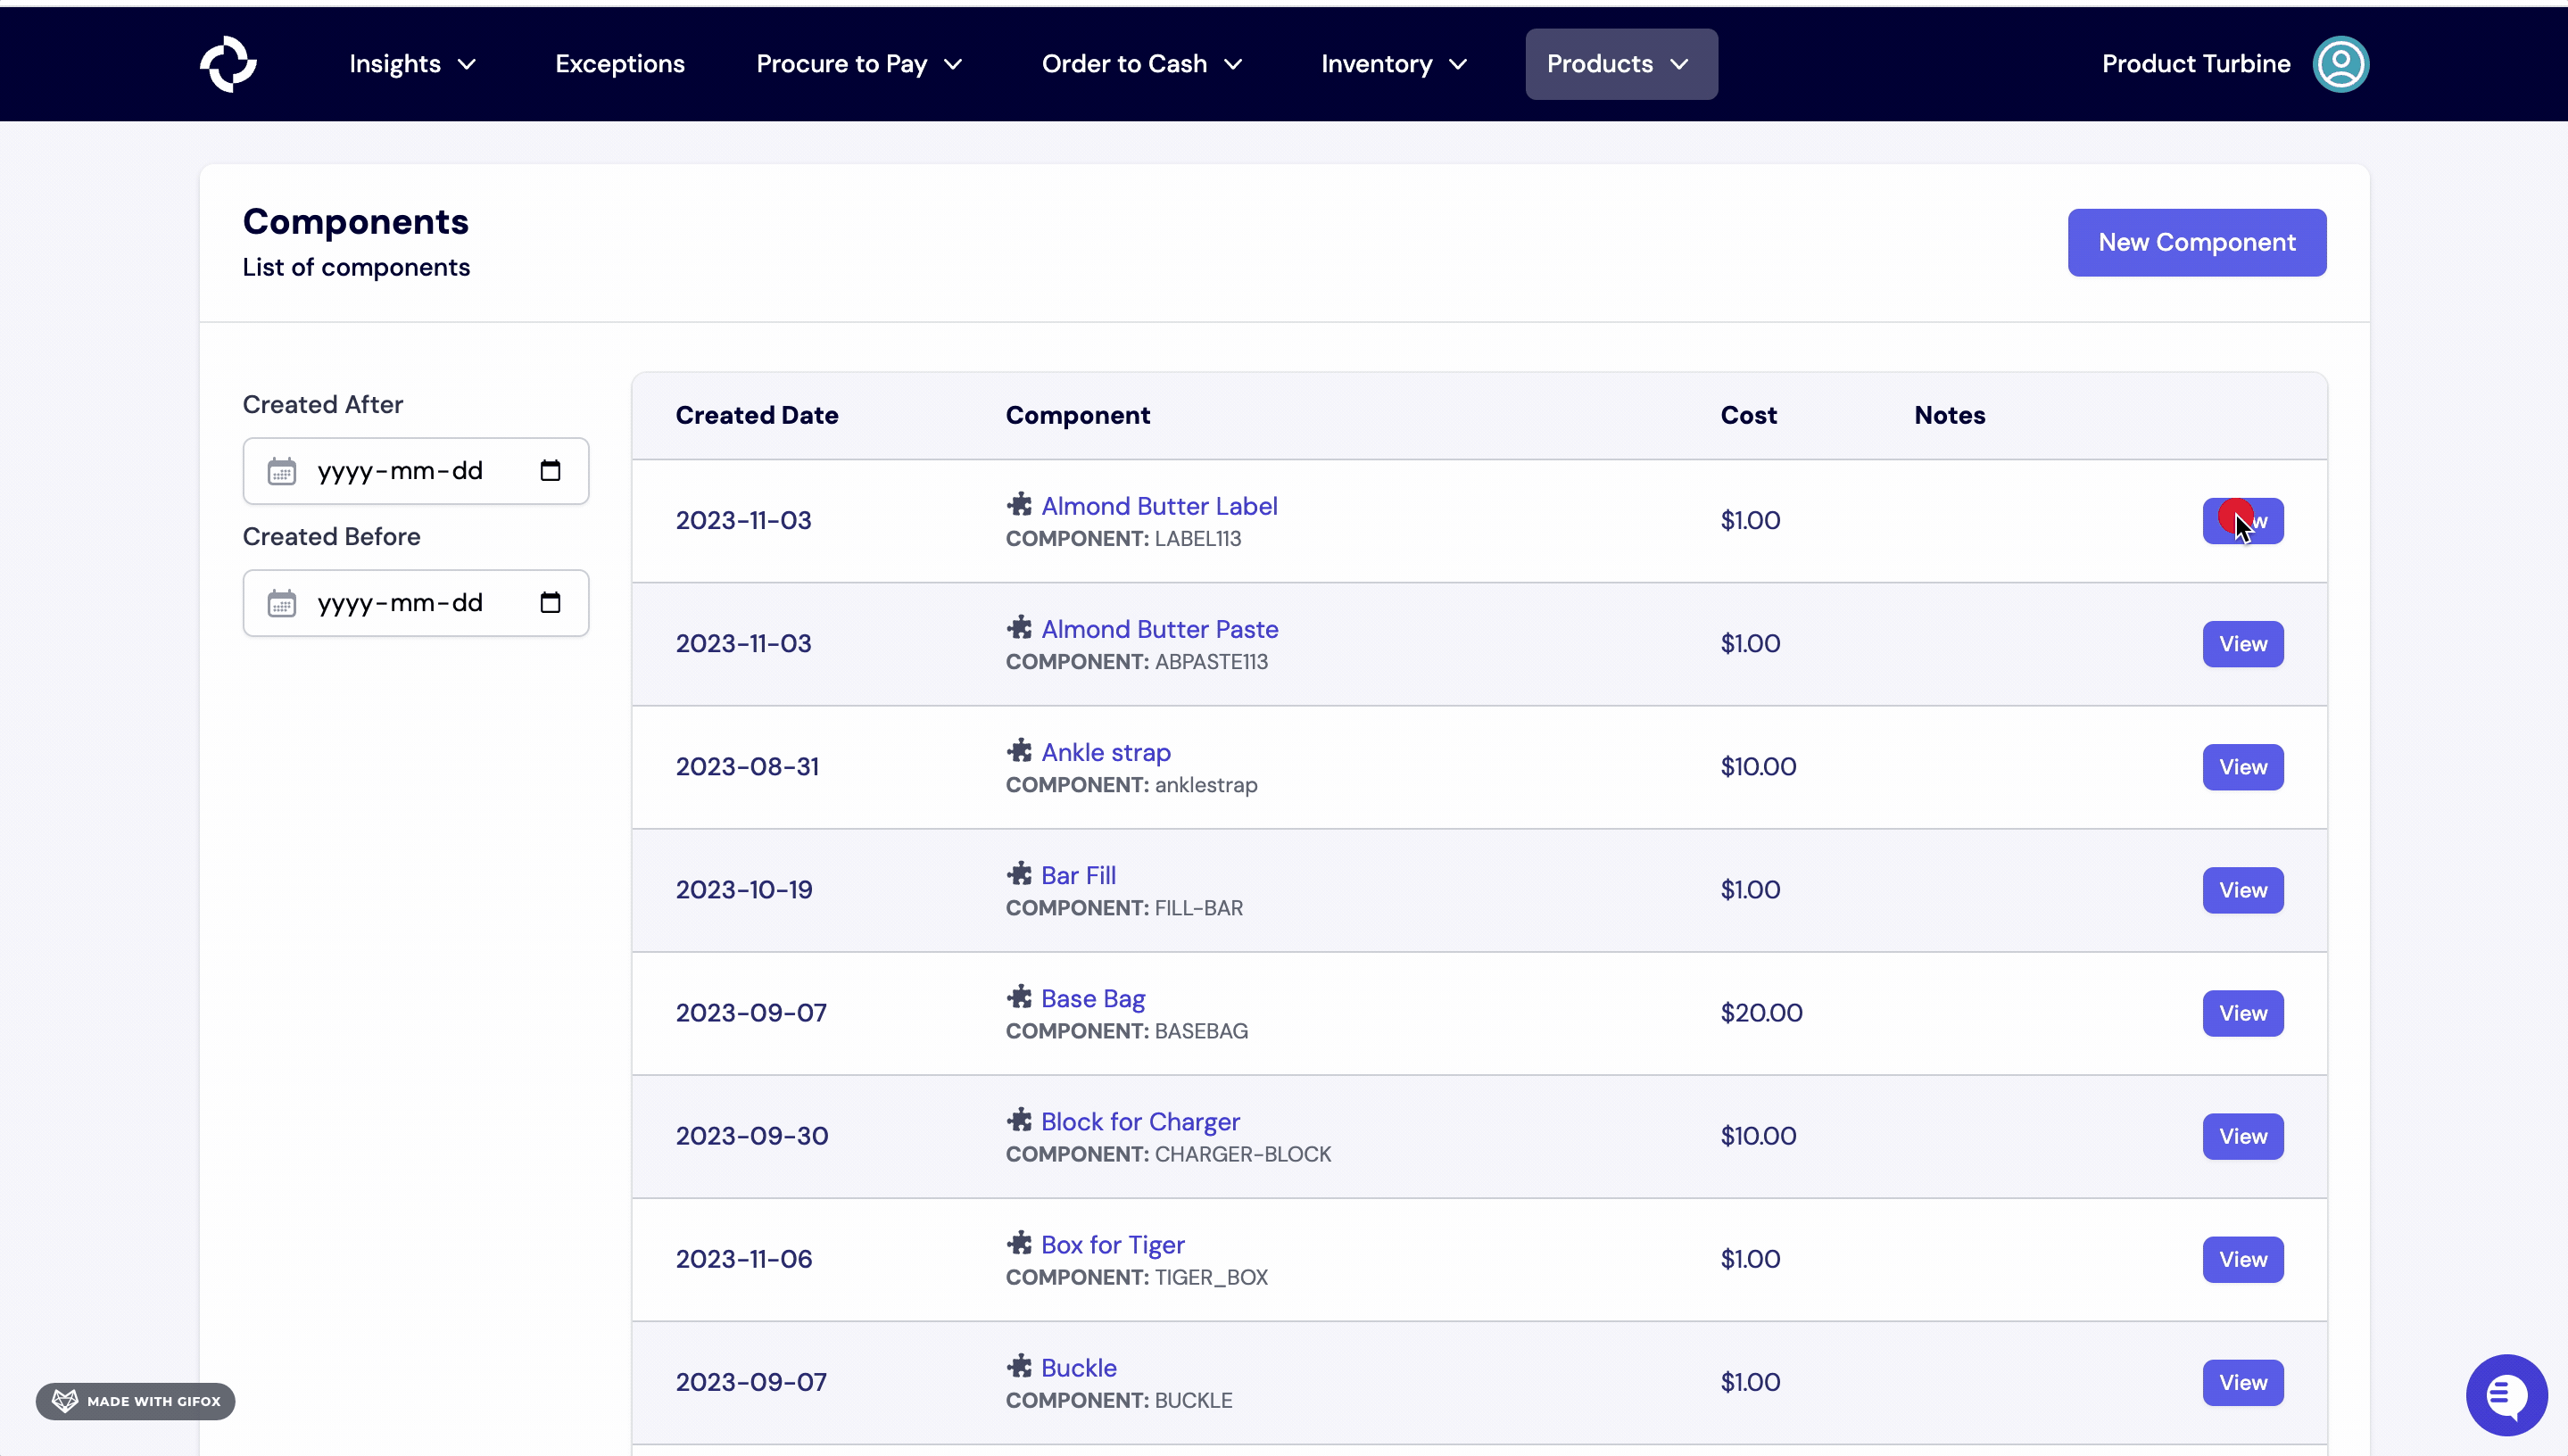 Insights Exceptions Procure to Pay Order to Cash Inventory Products Product Turbine
Components
List of components
New Component
Created After
yyyy-mm-dd
Created Before
yyyy-mm-dd
Created Date Component Cost Notes
2023-11-03 Almond Butter Label $1.00
COMPONENT: LABEL113
2023-11-03 Almond Butter Paste $1.00 View
COMPONENT: ABPASTE113
2023-08-31 Ankle strap $10.00 View
COMPONENT: anklestrap
2023-10-19 Bar Fill $1.00 View
COMPONENT: FILL-BAR
2023-09-07 Base Bag $20.00 View
COMPONENT: BASEBAG
2023-09-30 Block for Charger $10.00 View
COMPONENT: CHARGER-BLOCK
2023-11-06 Box for Tiger $1.00 View
COMPONENT: TIGER_BOX
2023-09-07 Buckle $1.00 View
COMPONENT: BUCKLE
MADE WITH GIFOX